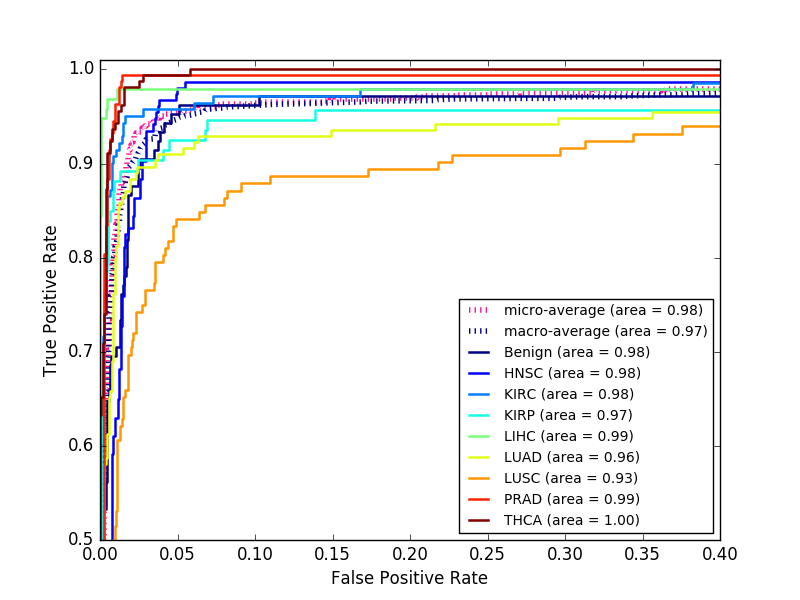 1.0
0.9
0.8
0.7
0.6
0.5
True Positive Rate
micro-average (area = 0.98)
macro-average (area = 0.97)
Benign (area = 0.98)
HNSC (area = 0.98)
KIRC (area = 0.98)
KIRP (area = 0.97)
LIHC (area = 0.99)
LUAD (area = 0.96)
LUSC (area = 0.93)
PRAD (area = 0.99)
THCA (area = 1.00)
0.00 0.05 0.10 0.15 0.20 0.25 0.30 0.35 0.40
False Positive Rate